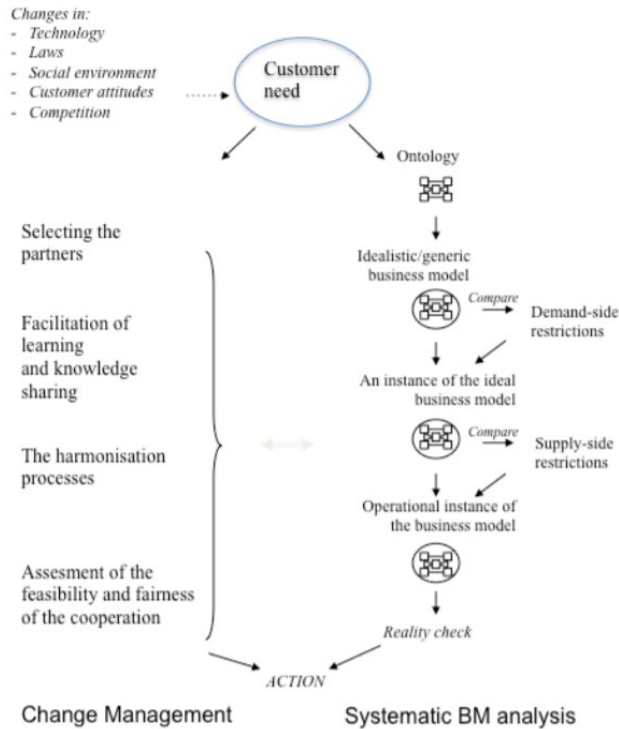 Changes in:
- Technology
- Laws
- Social environment
- Customer attitudes
- Competition
Customer
need
Selecting the
partners
Facilitation of
learning
and knowledge
sharing
The harmonisation
processes
Assesment of the
feasibility and fairness
of the cooperation
Ontology
Idealistic/generic
business model
Compare
Demand-side
restrictions
An instance of the ideal
business model
Compare
Supply-side
restrictions
Operational instance of
the business model
Reality check
ACTION
Change Management
Systematic BM analysis